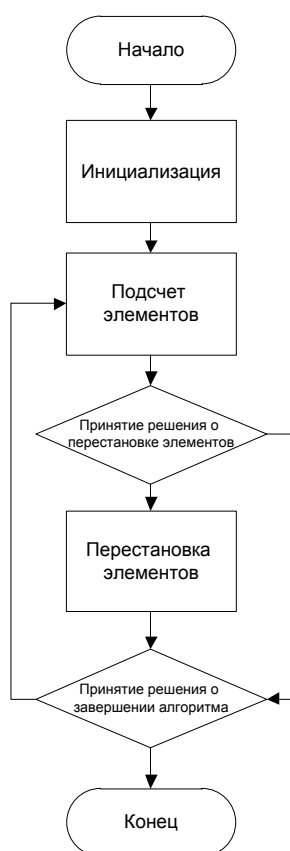 Начало
Инициализация
Подсчет
элементов
Принятие решения о
перестановке элементов
Перестановка
элементов
Принятие решения о
завершении алгоритма
Конец